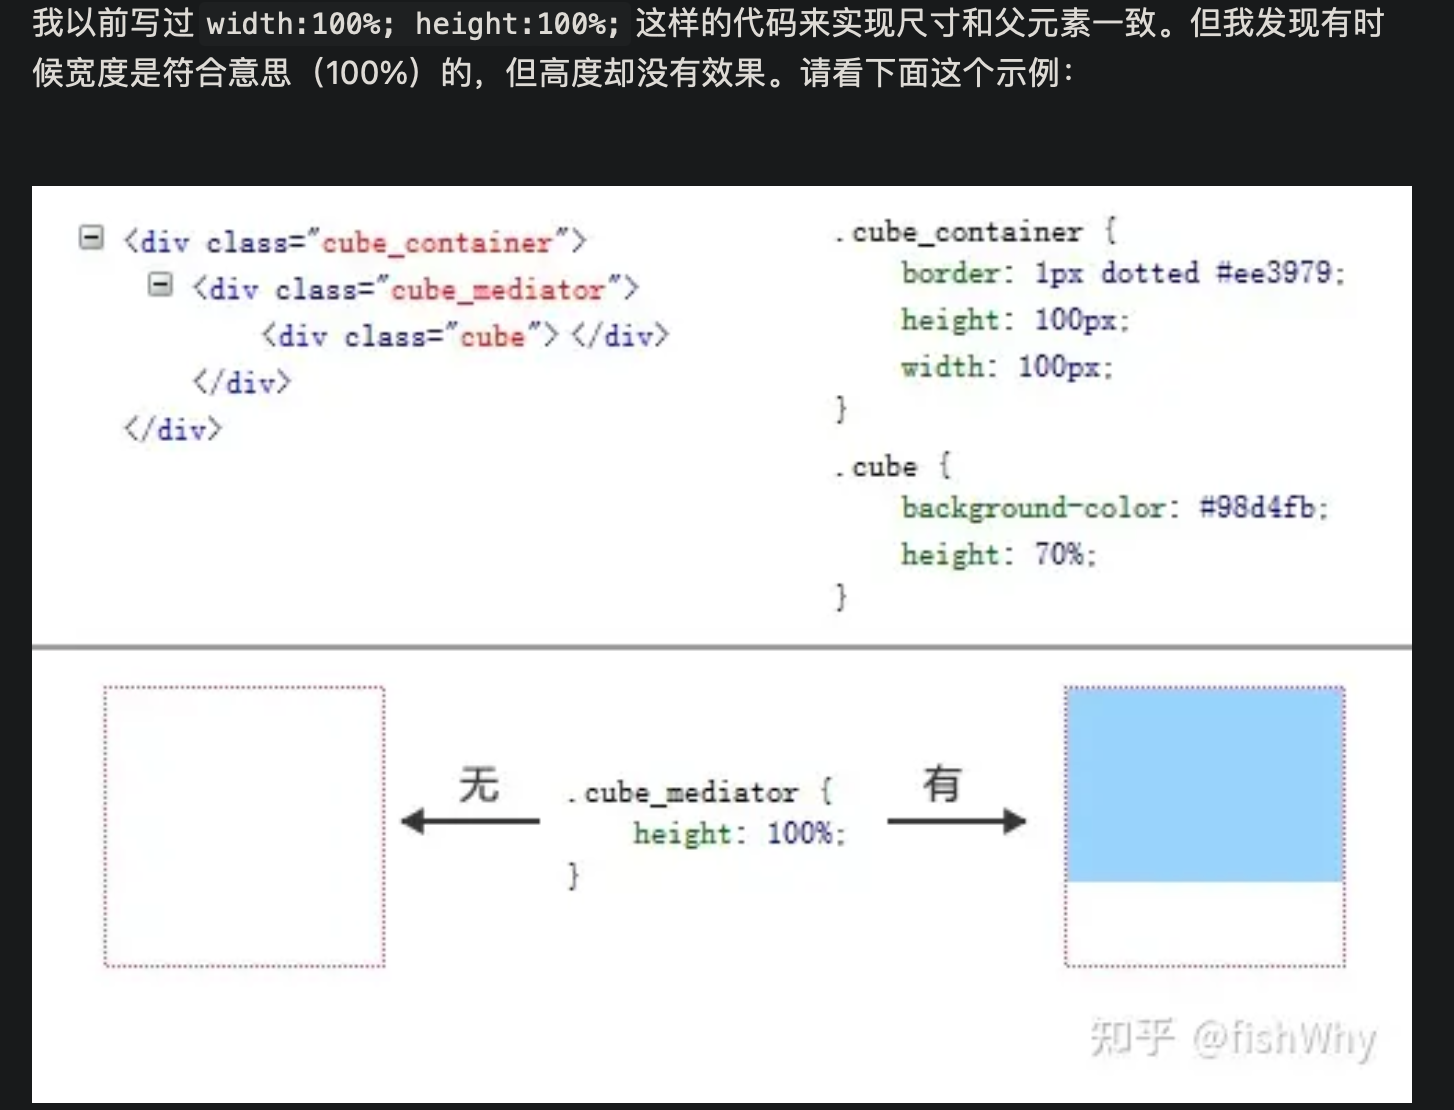 我以前写过 width:100%; height:100%; 这样的代码来实现尺寸和父元素一致。但我发现有时
候宽度是符合意思（100%）的，但高度却没有效果。请看下面这个示例：
<div class="cube_container">
<div class="cube_mediator">
<div class="cube"></div>
</div>
</div>
.cube_container {
border: 1px dotted #ee3979;
height: 100px;
width: 100px;
}
.cube {
background-color: #98d4fb;
height: 70%;
}
无
.cube_mediator {
height: 100%;
}
有
知乎 @fishWhy